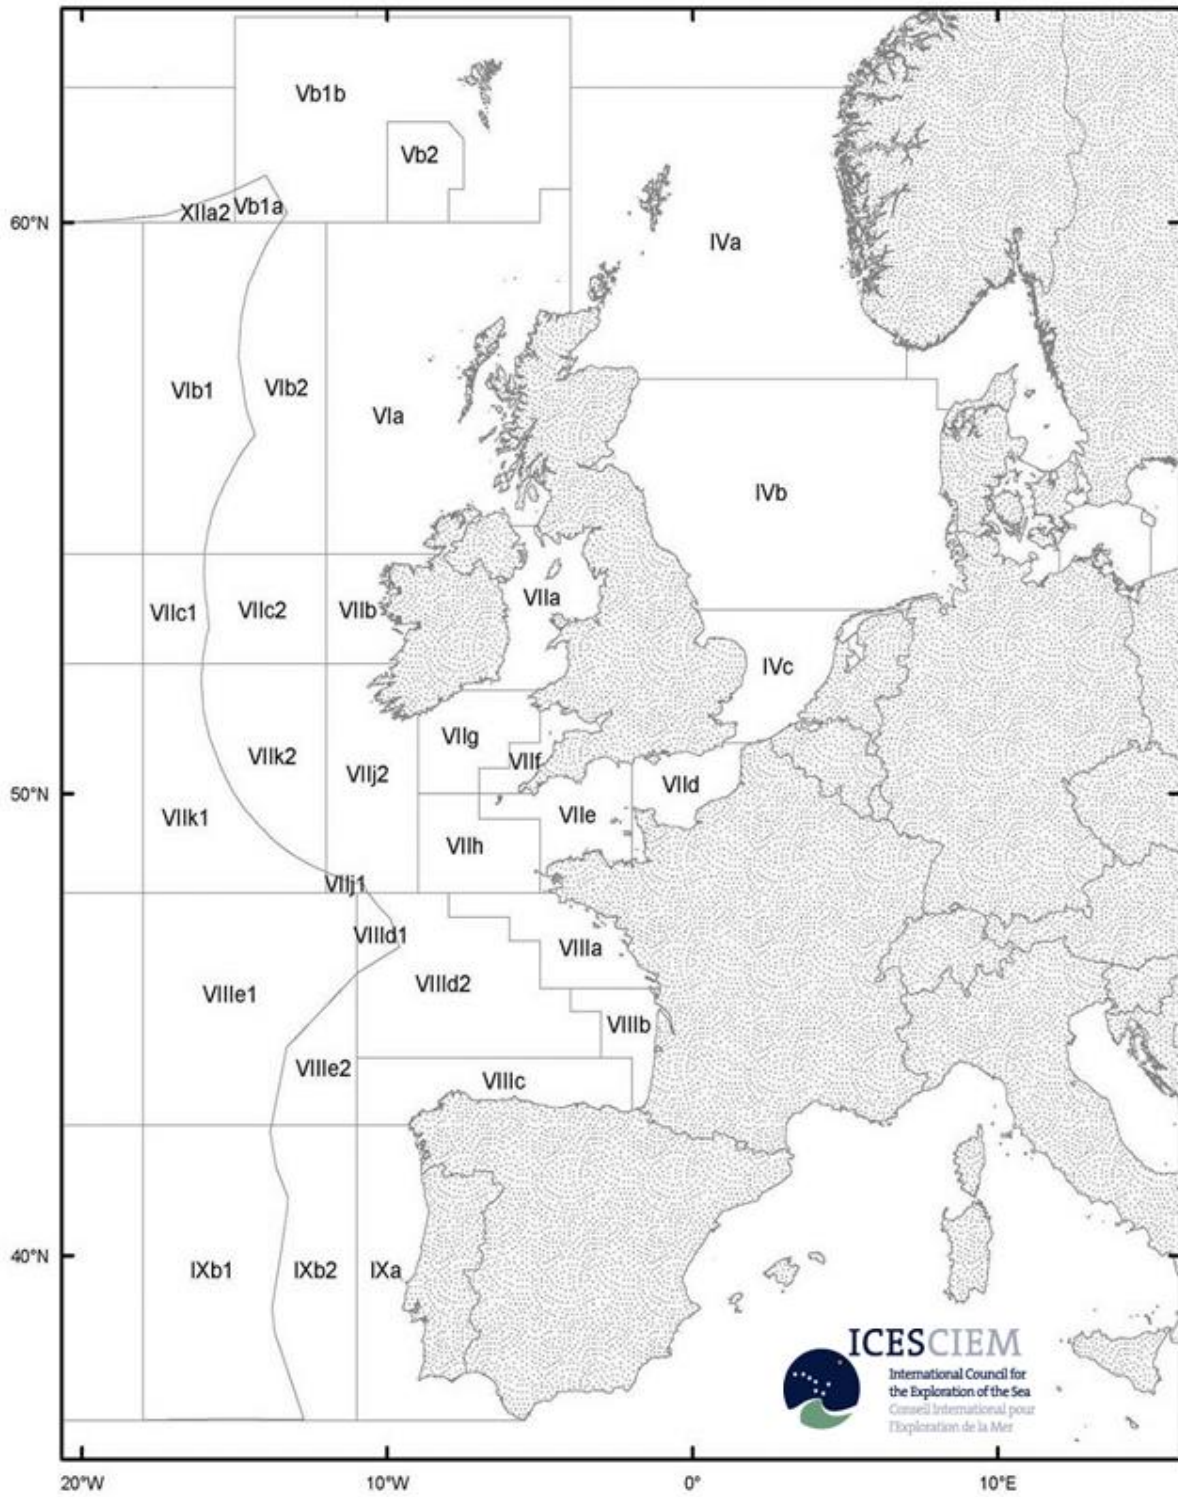 Vb1b
Vb2
XIIa2
Vb1a
60°N
IVa
VIb1
VIb2
VIa
IVb
VIIc1
VIIc2
VIIb
VIIa
IVc
VIIg
VIIf
VIIk2
VIIj2
VIId
VIIk1
VIIe
VIIh
50°N
VIIj1
VIIId1
VIIIa
VIIIe1
VIIId2
VIIIb
VIIIe2
VIIIc
40°N
IXb1
IXb2
IXa
ICESCIEM
International Council for
the Exploration of the Sea
Conseil International pour
l'Exploration de la Mer
20°W
10°W
0°
10°E